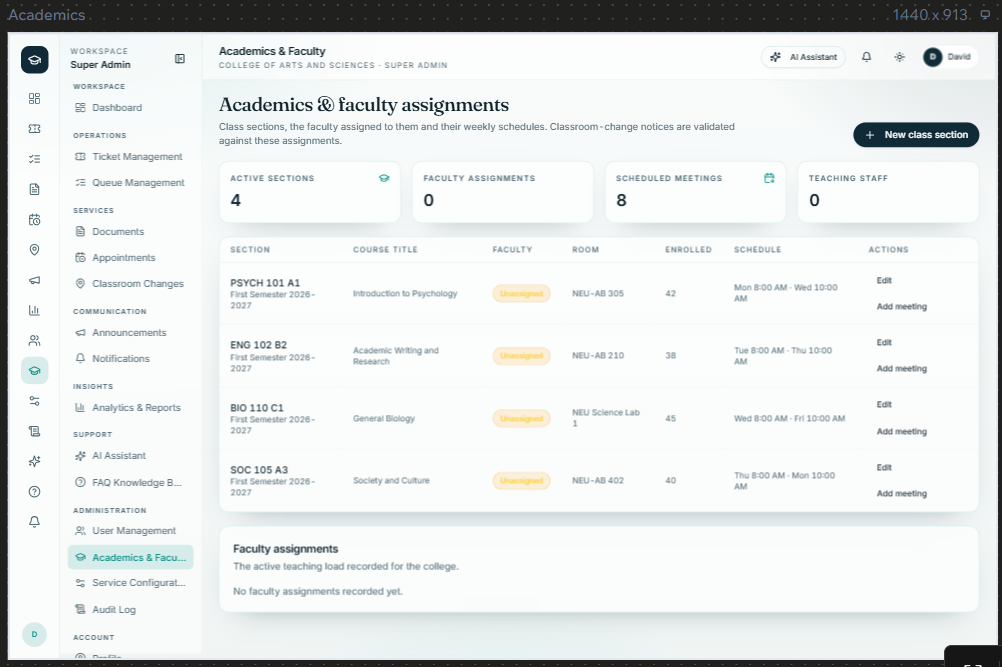 Academics
1440 x 913
WORKSPACE
Super Admin
WORKSPACE
Dashboard
OPERATIONS
Ticket Management
Queue Management
SERVICES
Documents
Appointments
Classroom Changes
COMMUNICATION
Announcements
Notifications
INSIGHTS
Analytics & Reports
SUPPORT
AI Assistant
FAQ Knowledge B...
ADMINISTRATION
User Management
Academics & Facu...
Service Configurat...
Audit Log
ACCOUNT
Profile
D
Academics & Faculty
COLLEGE OF ARTS AND SCIENCES · SUPER ADMIN
AI Assistant
D
David
Academics & faculty assignments
Class sections, the faculty assigned to them and their weekly schedules. Classroom-change notices are validated
against these assignments.
New class section
ACTIVE SECTIONS
4
FACULTY ASSIGNMENTS
0
SCHEDULED MEETINGS
8
TEACHING STAFF
0
SECTION COURSE TITLE FACULTY ROOM ENROLLED SCHEDULE ACTIONS
PSYCH 101 A1
First Semester 2026-
2027
Introduction to Psychology
Unassigned
NEU-AB 305
42
Mon 8:00 AM · Wed 10:00
AM
Edit
Add meeting
ENG 102 B2
First Semester 2026-
2027
Academic Writing and
Research
Unassigned
NEU-AB 210
38
Tue 8:00 AM · Thu 10:00
AM
Edit
Add meeting
BIO 110 C1
First Semester 2026-
2027
General Biology
Unassigned
NEU Science Lab
1
45
Wed 8:00 AM · Fri 10:00 AM
Edit
Add meeting
SOC 105 A3
First Semester 2026-
2027
Society and Culture
Unassigned
NEU-AB 402
40
Thu 8:00 AM · Mon 10:00
AM
Edit
Add meeting
Faculty assignments
The active teaching load recorded for the college.
No faculty assignments recorded yet.